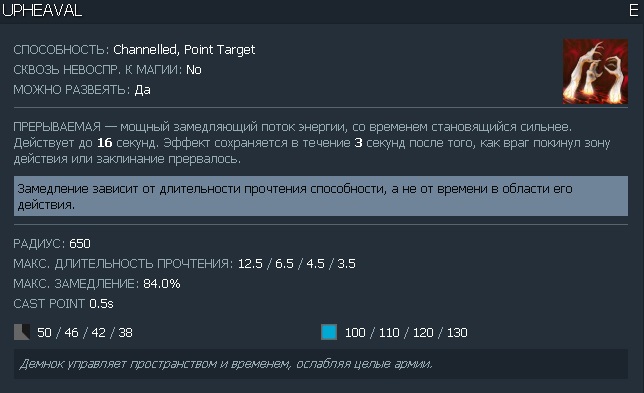 UPHEAVAL E
СПОСОБНОСТЬ: Channelled, Point Target
СКВОЗЬ НЕВОСПР. К МАГИИ: No
МОЖНО РАЗВЕЯТЬ: Да
ПРЕРЫВАЕМАЯ — мощный замедляющий поток энергии, со временем становящийся сильнее.
Действует до 16 секунд. Эффект сохраняется в течение 3 секунд после того, как враг покинул зону
действия или заклинание прервалось.
Замедление зависит от длительности прочтения способности, а не от времени в области его
действия.
РАДИУС: 650
МАКС. ДЛИТЕЛЬНОСТЬ ПРОЧТЕНИЯ: 12.5 / 6.5 / 4.5 / 3.5
МАКС. ЗАМЕДЛЕНИЕ: 84.0%
CAST POINT 0.5s
50 / 46 / 42 / 38 100 / 110 / 120 / 130
Демнок управляет пространством и временем, ослабляя целые армии.